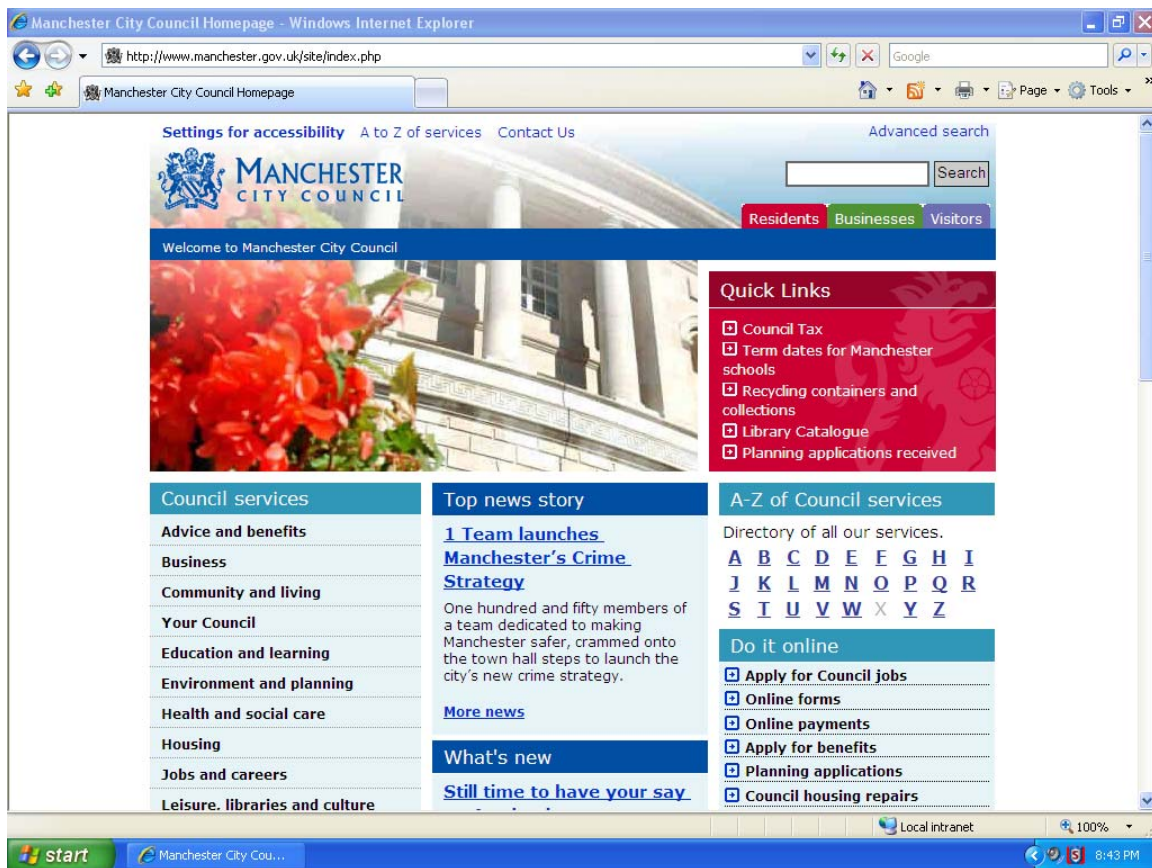 Manchester City Council Homepage - Windows Internet Explorer
http://www.manchester.gov.uk/site/index.php
Google
Manchester City Council Homepage
Page
Tools
Settings for accessibility A to Z of services Contact Us
Advanced search
MANCHESTER
CITY COUNCIL
Search
Residents Businesses Visitors
Welcome to Manchester City Council
Quick Links
Council Tax
Term dates for Manchester
schools
Recycling containers and
collections
Library Catalogue
Planning applications received
Council services
Advice and benefits
Business
Community and living
Your Council
Education and learning
Environment and planning
Health and social care
Housing
Jobs and careers
Leisure, libraries and culture
Top news story
1 Team launches
Manchester's Crime
Strategy
One hundred and fifty members of
a team dedicated to making
Manchester safer, crammed onto
the town hall steps to launch the
city's new crime strategy.
More news
What's new
Still time to have your say
A-Z of Council services
Directory of all our services.
A B C D E F G H I
J K L M N O P Q R
S T U V W X Y Z
Do it online
Apply for Council jobs
Online forms
Online payments
Apply for benefits
Planning applications
Council housing repairs
Local intranet
100%
start
Manchester City Cou...
8:43 PM